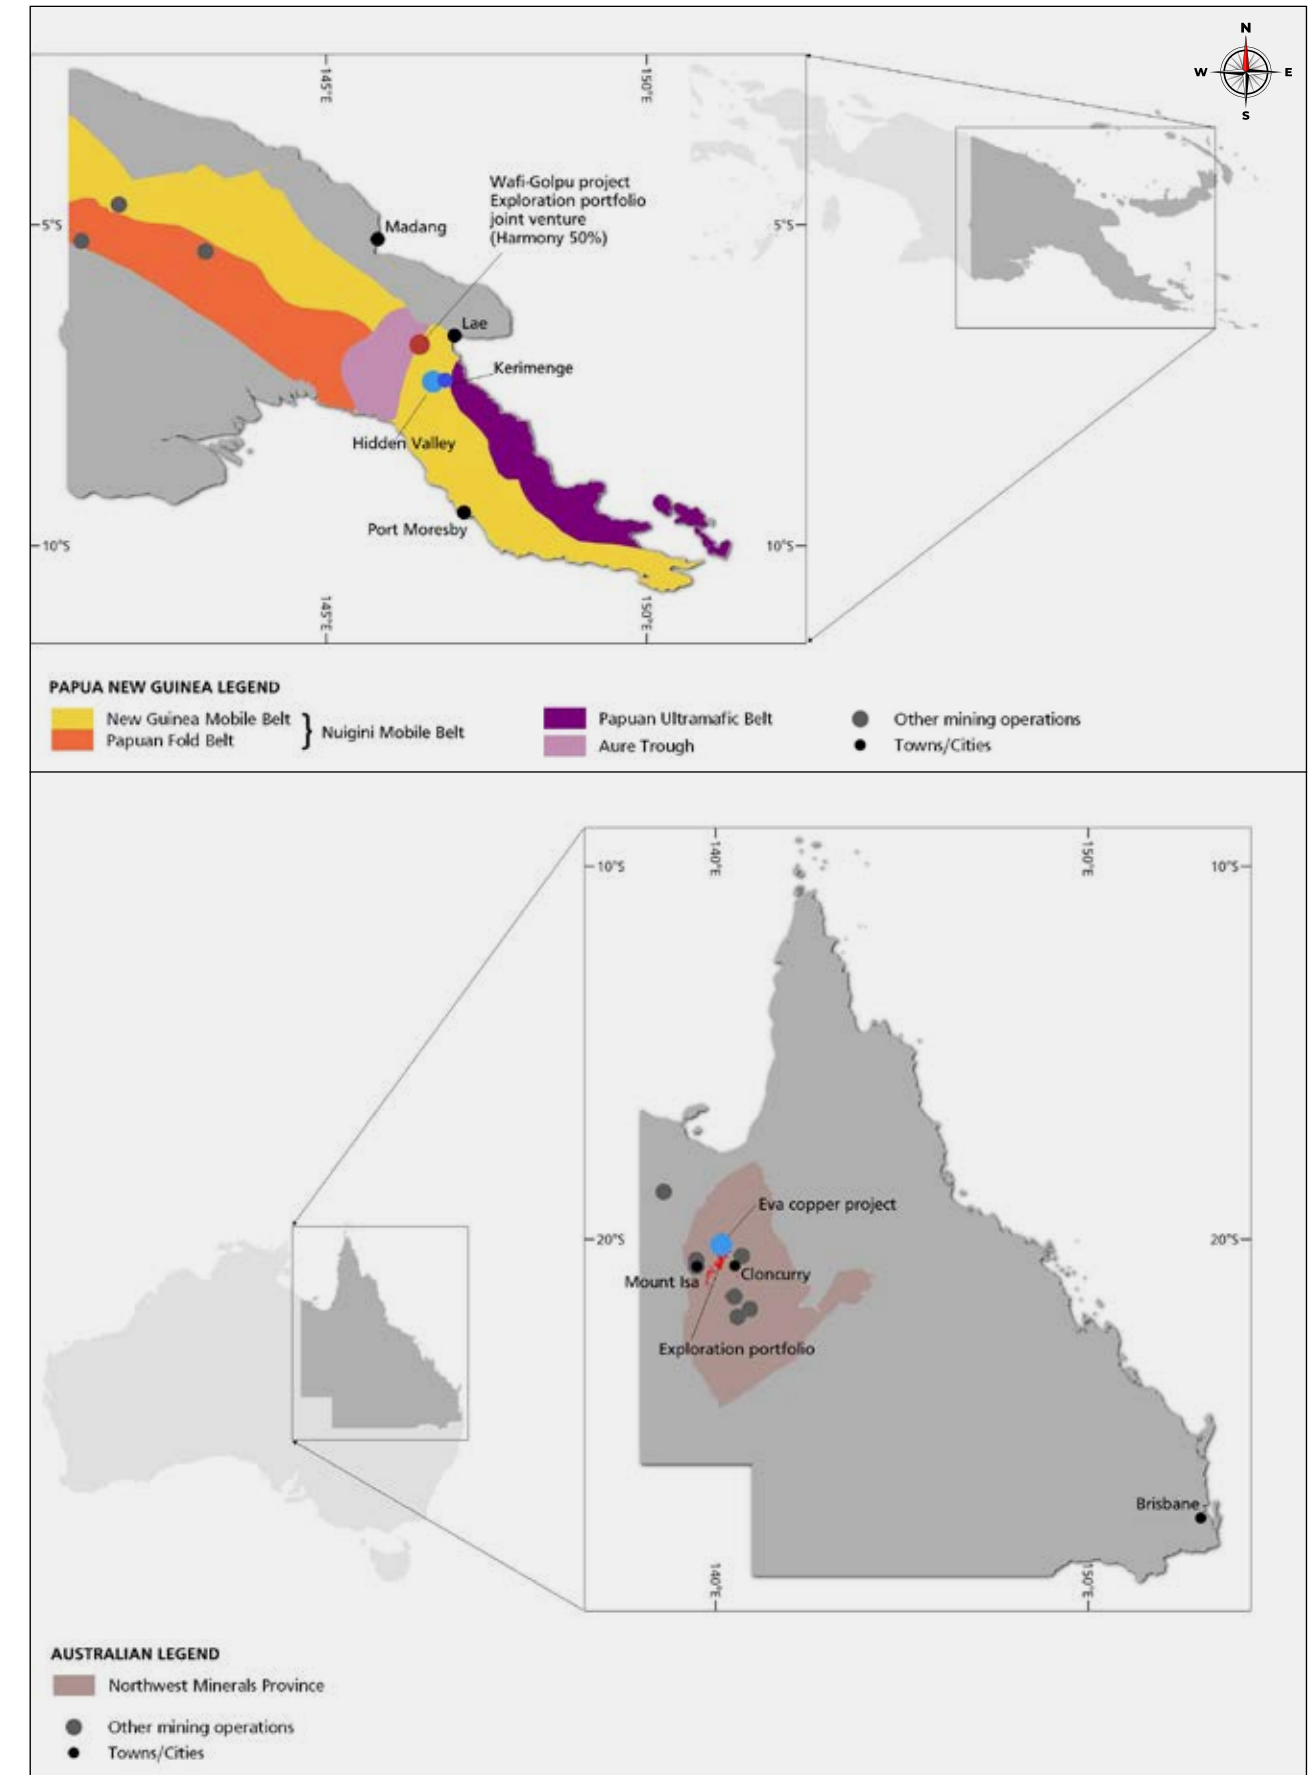 N
W E
S
145°E 150°E
Wafi-Golpu project
Exploration portfolio
joint venture
(Harmony 50%)
5°S 5°S
Madang
Lae
Kerimenge
Hidden Valley
Port Moresby
10°S 10°S
145°E 150°E
PAPUA NEW GUINEA LEGEND
New Guinea Mobile Belt
Papuan Fold Belt
} Nuigini Mobile Belt
Papuan Ultramafic Belt
Aure Trough
Other mining operations
Towns/Cities
140°E 150°E
10°S 10°S
Eva copper project
20°S 20°S
Mount Isa
Cloncurry
Exploration portfolio
Brisbane
140°E 150°E
AUSTRALIAN LEGEND
Northwest Minerals Province
Other mining operations
Towns/Cities